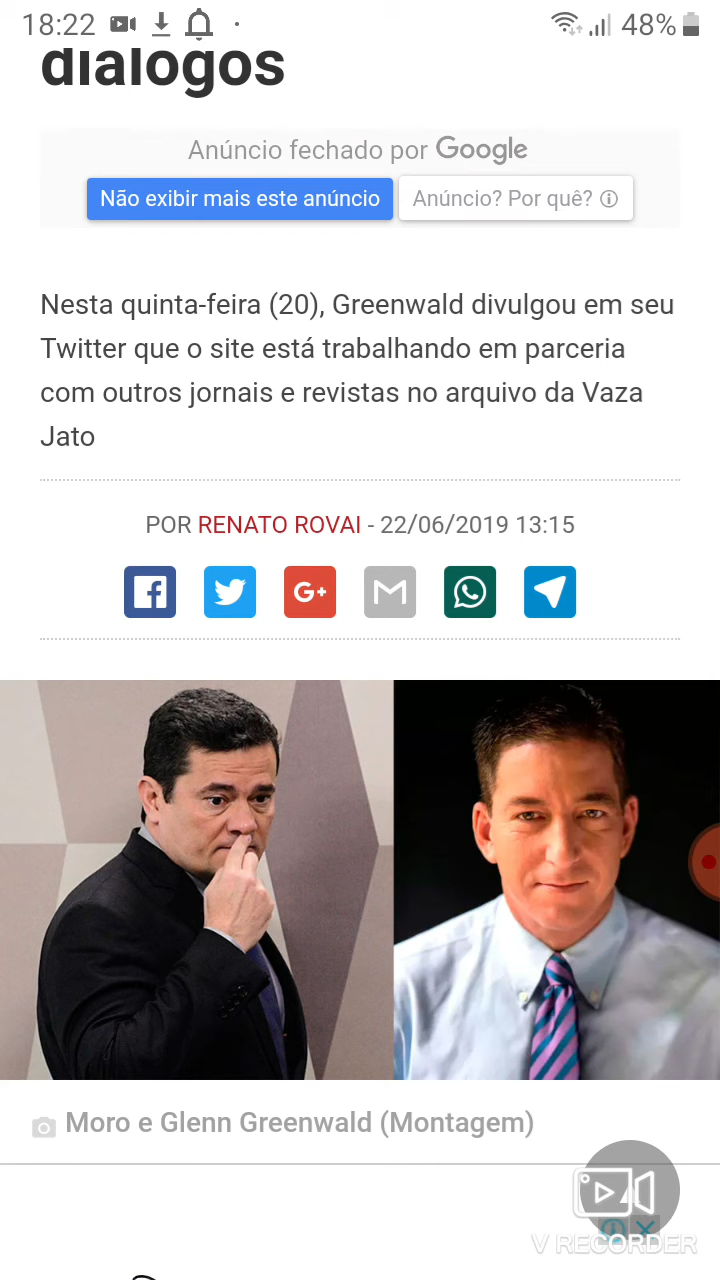 18:22
48%
dialogos
Anúncio fechado por Google
Não exibir mais este anúncio
Anúncio? Por quê?
Nesta quinta-feira (20), Greenwald divulgou em seu
Twitter que o site está trabalhando em parceria
com outros jornais e revistas no arquivo da Vaza
Jato
POR RENATO ROVAI - 22/06/2019 13:15
G+
Moro e Glenn Greenwald (Montagem)
V RECORDER